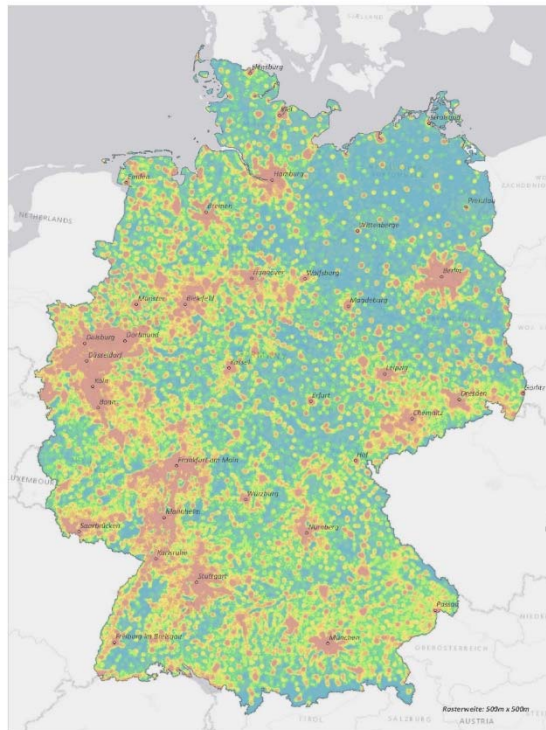 Flensburg
Kiel
Stralsund
Hamburg
Emden
Bremen
Prenzlau
NETHERLANDS
Wittenberge
Hannover
Wolfsburg
Berlin
Münster
Bielefeld
Magdeburg
Dortmund
Duisburg
Düsseldorf
Kassel
Leipzig
Köln
Görlitz
Dresden
Bonn
Erfurt
Chemnitz
Hof
Frankfurt am Main
Würzburg
Mannheim
Saarbrücken
Nürnberg
Karlsruhe
Stuttgart
Passau
Freiburg im Breisgau
München
OBERÖSTERREICH
Rasterweite: 500m x 500m
TIROL
SALZBURG
AUSTRIA